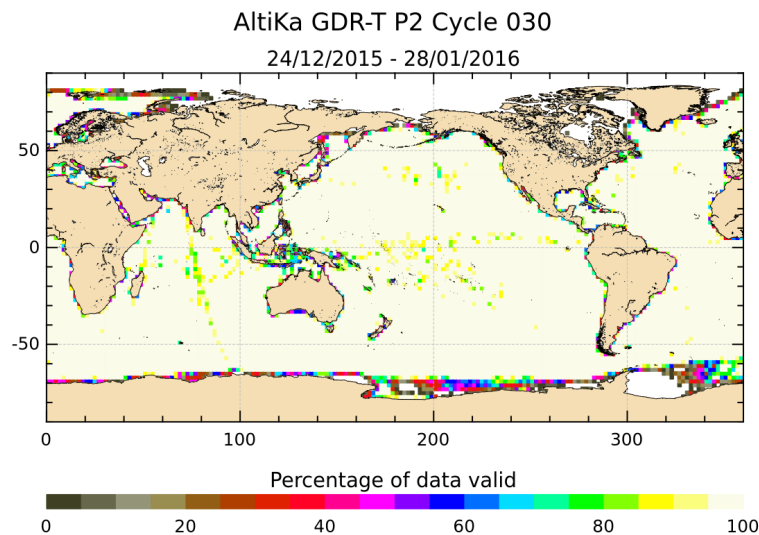 AltiKa GDR-T P2 Cycle 030
24/12/2015 - 28/01/2016
50
0
-50
0 100 200 300
Percentage of data valid
0 20 40 60 80 100